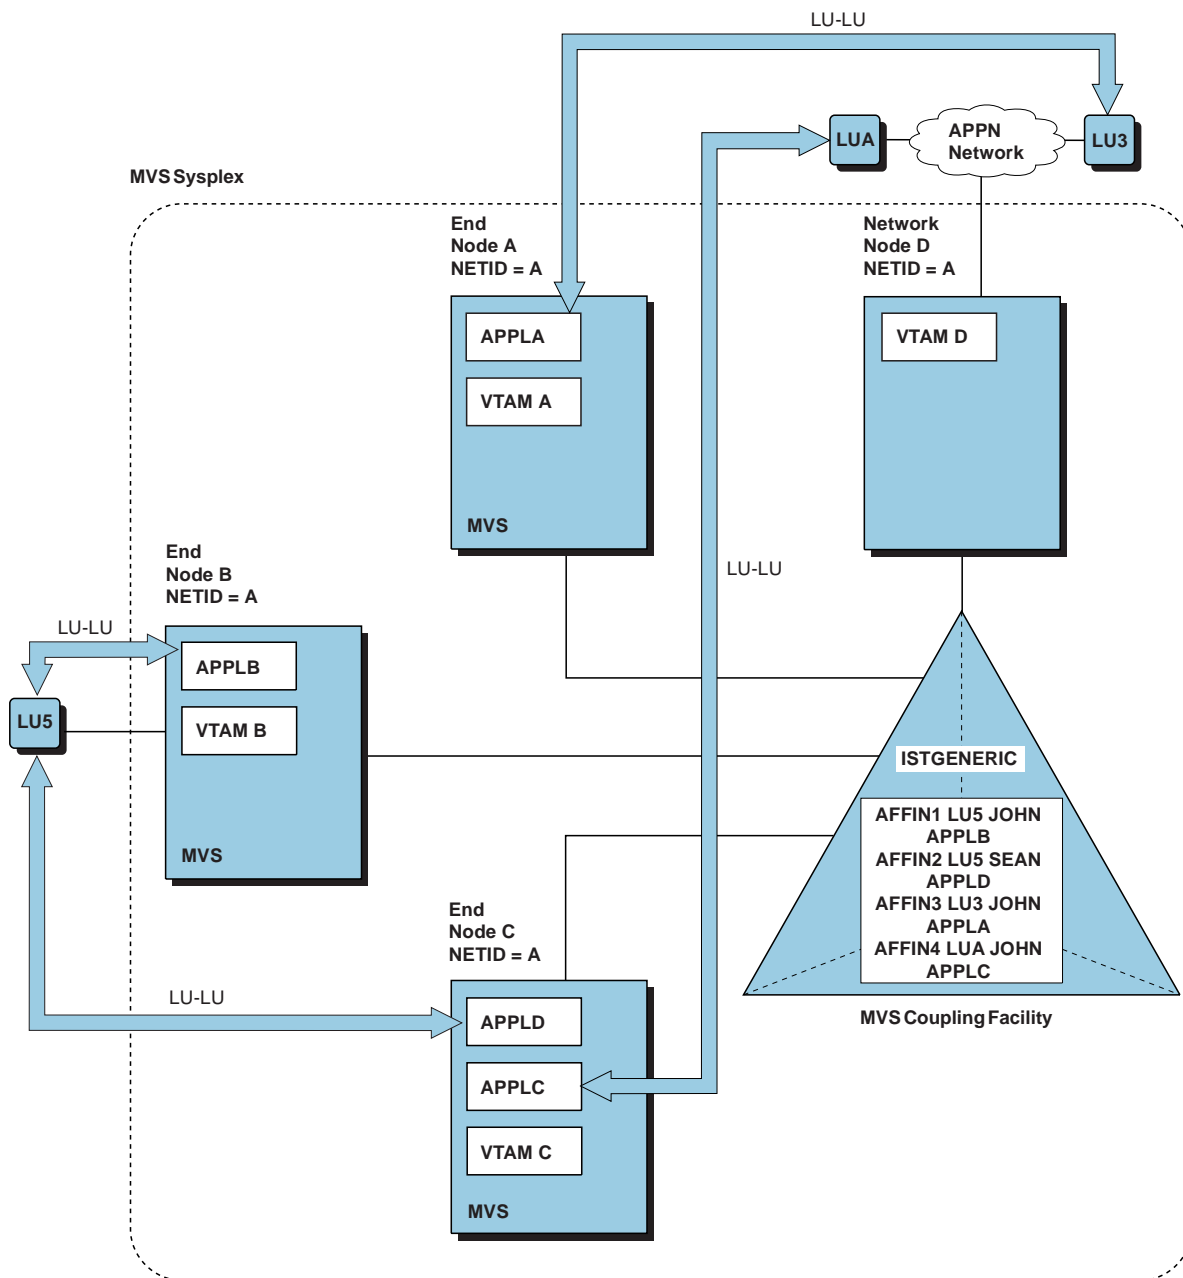 LU-LU
LUA
APPN
Network
LU3
MVS Sysplex
End
Node A
NETID = A
Network
Node D
NETID = A
APPLA
VTAM A
MVS
VTAM D
End
Node B
NETID = A
LU-LU
LU-LU
APPLB
LU5
VTAM B
MVS
ISTGENERIC
AFFIN1 LU5 JOHN
APPLB
AFFIN2 LU5 SEAN
APPLD
AFFIN3 LU3 JOHN
APPLA
AFFIN4 LUA JOHN
APPLC
MVS Coupling Facility
End
Node C
NETID = A
LU-LU
APPLD
APPLC
VTAM C
MVS